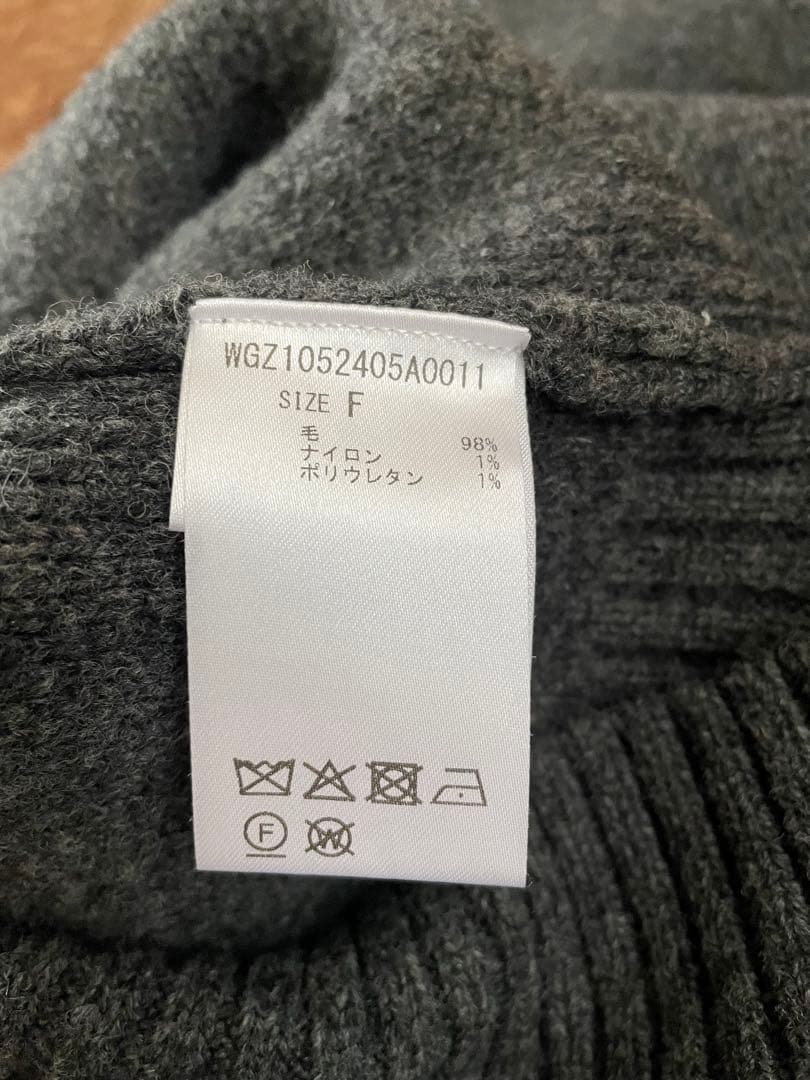 WGZ1052405A0011
SIZE F
毛 98%
ナイロン 1%
ポリウレタン 1%
F W